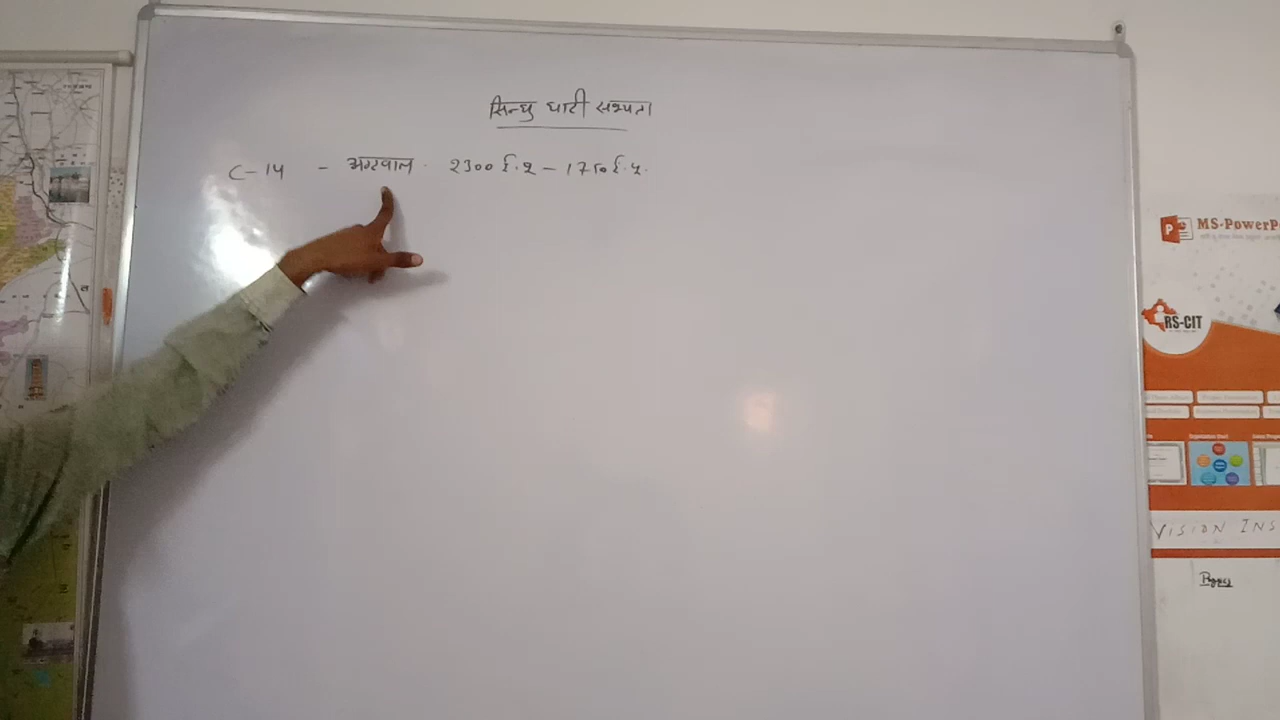 सिन्धु घाटी सभ्यता
C-14 - अग्रवाल. 2300 ई.पू - 1750 ई.पू.
MS-PowerP
RS-CIT
VISION INS